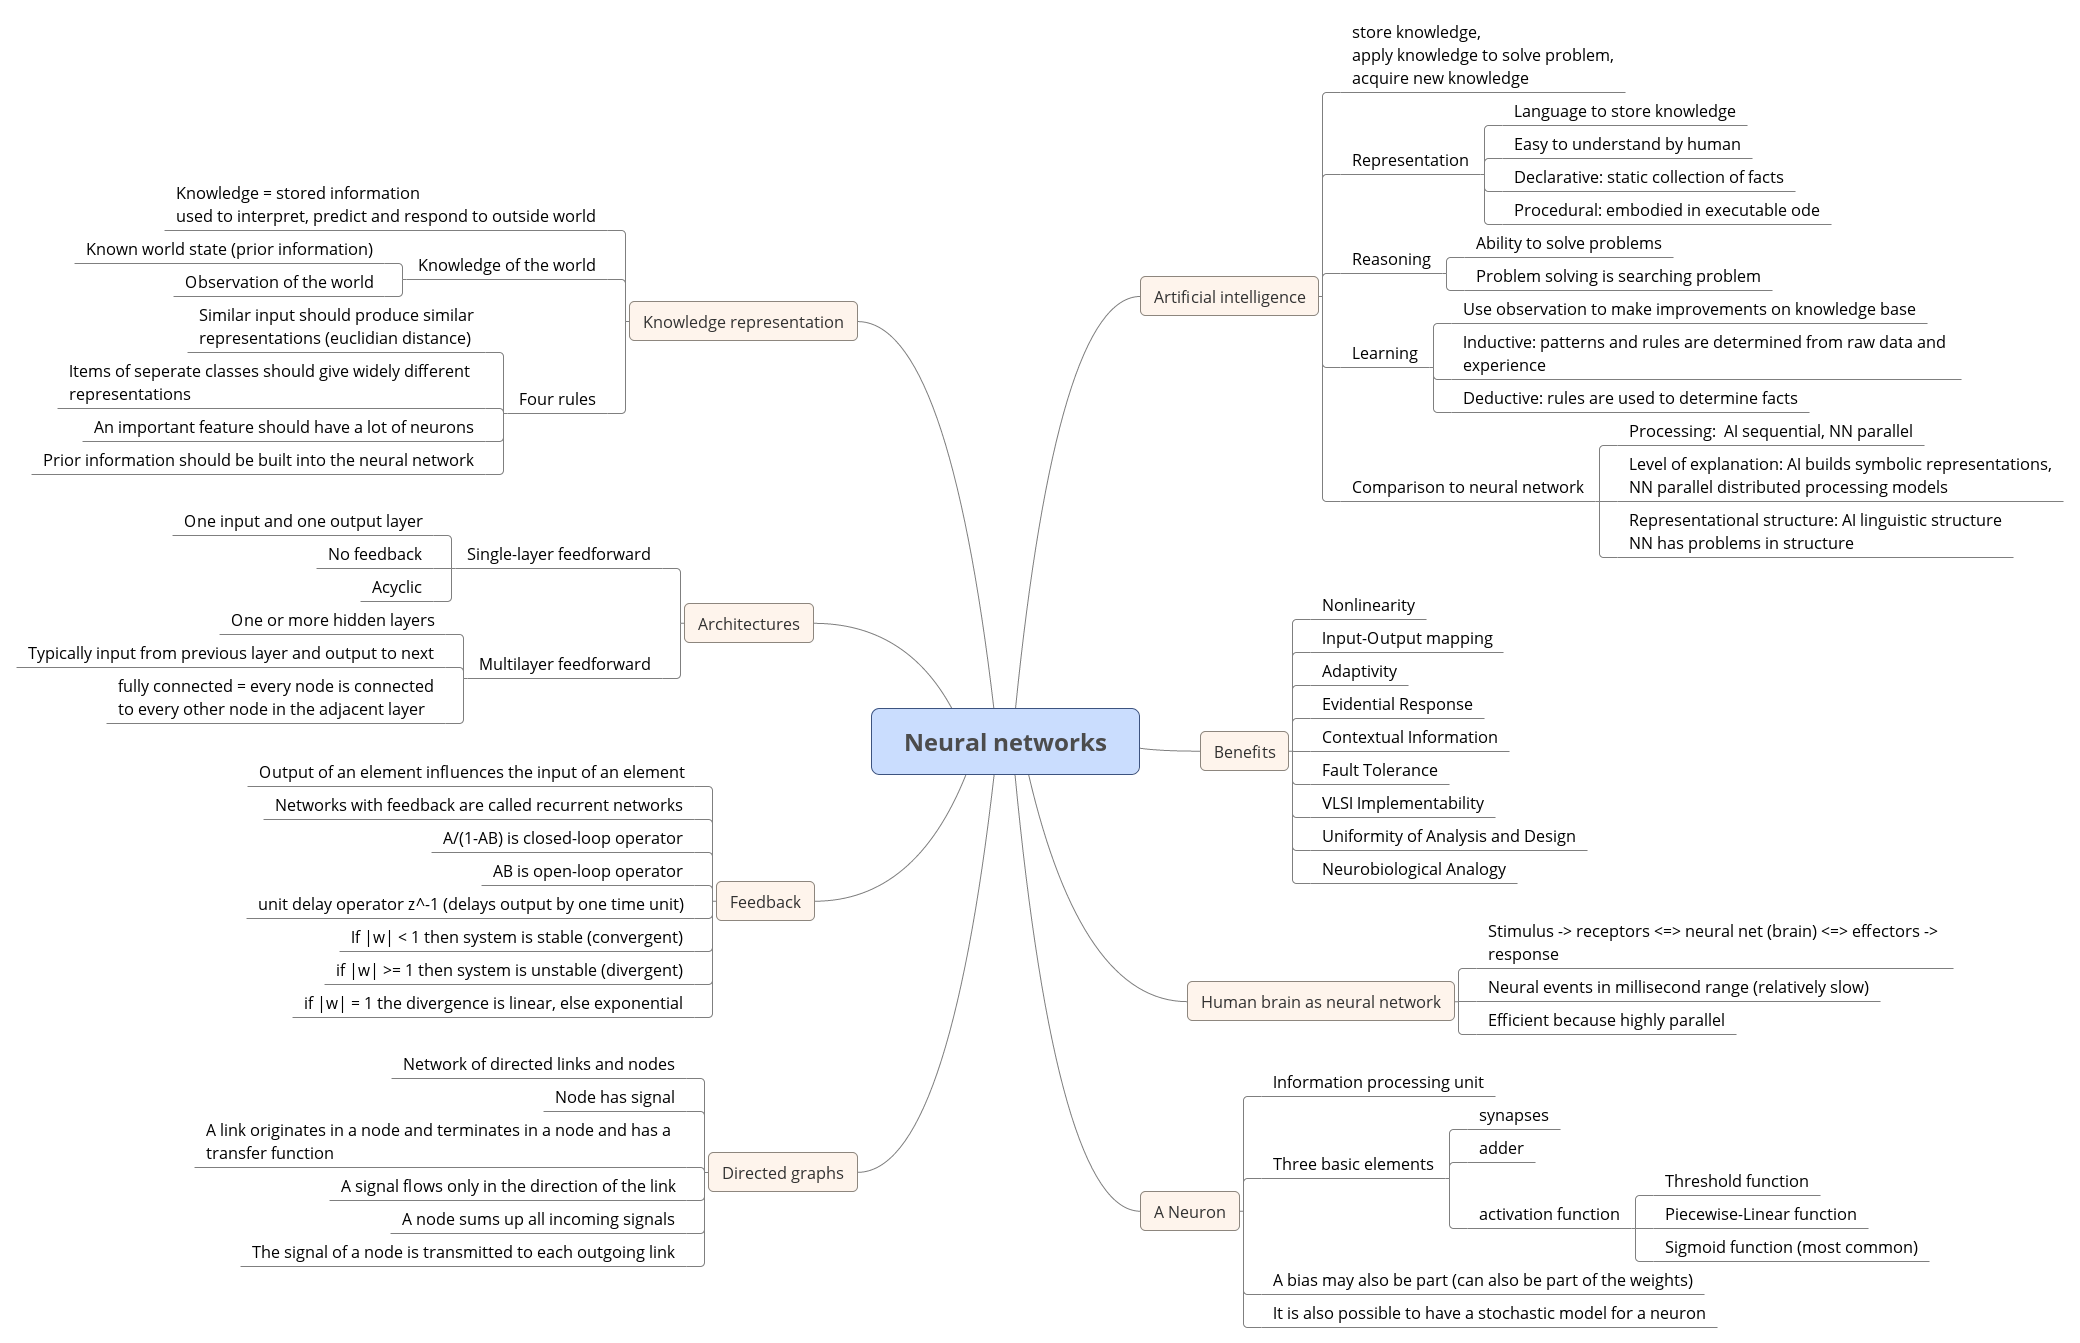 Neural networks
Artificial intelligence
store knowledge,
apply knowledge to solve problem,
acquire new knowledge
Representation
Language to store knowledge
Easy to understand by human
Declarative: static collection of facts
Procedural: embodied in executable ode
Reasoning
Ability to solve problems
Problem solving is searching problem
Learning
Use observation to make improvements on knowledge base
Inductive: patterns and rules are determined from raw data and
experience
Deductive: rules are used to determine facts
Comparison to neural network
Processing:  AI sequential, NN parallel
Level of explanation: AI builds symbolic representations,
NN parallel distributed processing models
Representational structure: AI linguistic structure
NN has problems in structure
Benefits
Nonlinearity
Input-Output mapping
Adaptivity
Evidential Response
Contextual Information
Fault Tolerance
VLSI Implementability
Uniformity of Analysis and Design
Neurobiological Analogy
Human brain as neural network
Stimulus -> receptors <=> neural net (brain) <=> effectors ->
response
Neural events in millisecond range (relatively slow)
Efficient because highly parallel
A Neuron
Information processing unit
Three basic elements
synapses
adder
activation function
Threshold function
Piecewise-Linear function
Sigmoid function (most common)
A bias may also be part (can also be part of the weights)
It is also possible to have a stochastic model for a neuron
Knowledge representation
Knowledge = stored information
used to interpret, predict and respond to outside world
Knowledge of the world
Known world state (prior information)
Observation of the world
Four rules
Similar input should produce similar
representations (euclidian distance)
Items of seperate classes should give widely different
representations
An important feature should have a lot of neurons
Prior information should be built into the neural network
Architectures
Single-layer feedforward
One input and one output layer
No feedback
Acyclic
Multilayer feedforward
One or more hidden layers
Typically input from previous layer and output to next
fully connected = every node is connected
to every other node in the adjacent layer
Feedback
Output of an element influences the input of an element
Networks with feedback are called recurrent networks
A/(1-AB) is closed-loop operator
AB is open-loop operator
unit delay operator z^-1 (delays output by one time unit)
If |w| < 1 then system is stable (convergent)
if |w| >= 1 then system is unstable (divergent)
if |w| = 1 the divergence is linear, else exponential
Directed graphs
Network of directed links and nodes
Node has signal
A link originates in a node and terminates in a node and has a
transfer function
A signal flows only in the direction of the link
A node sums up all incoming signals
The signal of a node is transmitted to each outgoing link